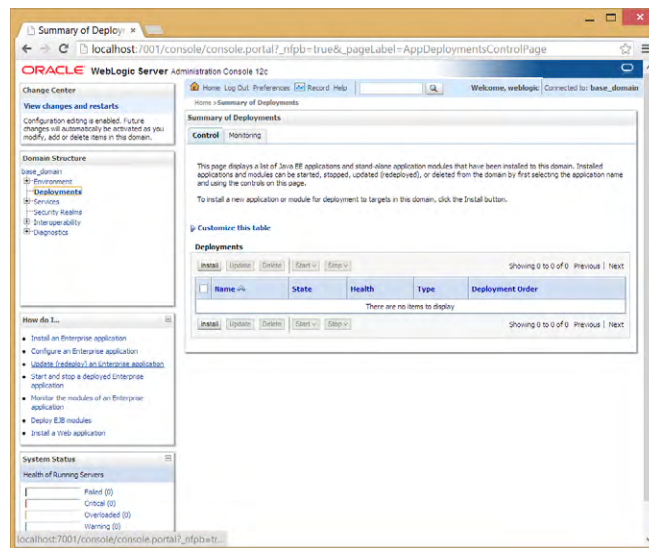 Summary of Deploy
localhost:7001/console/console.portal?_nfpb=true&_pageLabel=AppDeploymentsControlPage
ORACLE WebLogic Server Administration Console 12c
Change Center
View changes and restarts
Configuration editing is enabled. Future
changes will automatically be activated as you
modify, add or delete items in this domain.
Domain Structure
base_domain
Environment
Deployments
Services
Security Realms
Interoperability
Diagnostics
How do I...
Install an Enterprise application
Configure an Enterprise application
Update (redeploy) an Enterprise application
Start and stop a deployed Enterprise
application
Monitor the modules of an Enterprise
application
Deploy EJB modules
Install a Web application
System Status
Health of Running Servers
Failed (0)
Critical (0)
Overloaded (0)
Warning (0)
Home Log Out Preferences Record Help
Welcome, weblogic Connected to: base_domain
Home >Summary of Deployments
Summary of Deployments
Control Monitoring
This page displays a list of Java EE applications and stand-alone application modules that have been installed to this domain. Installed
applications and modules can be started, stopped, updated (redeployed), or deleted from the domain by first selecting the application name
and using the controls on this page.
To install a new application or module for deployment to targets in this domain, click the Install button.
Customize this table
Deployments
Install Update Delete Start Stop Showing 0 to 0 of 0 Previous | Next
Name State Health Type Deployment Order
There are no items to display
Install Update Delete Start Stop Showing 0 to 0 of 0 Previous | Next
localhost:7001/console/console.portal?_nfpb=tr...